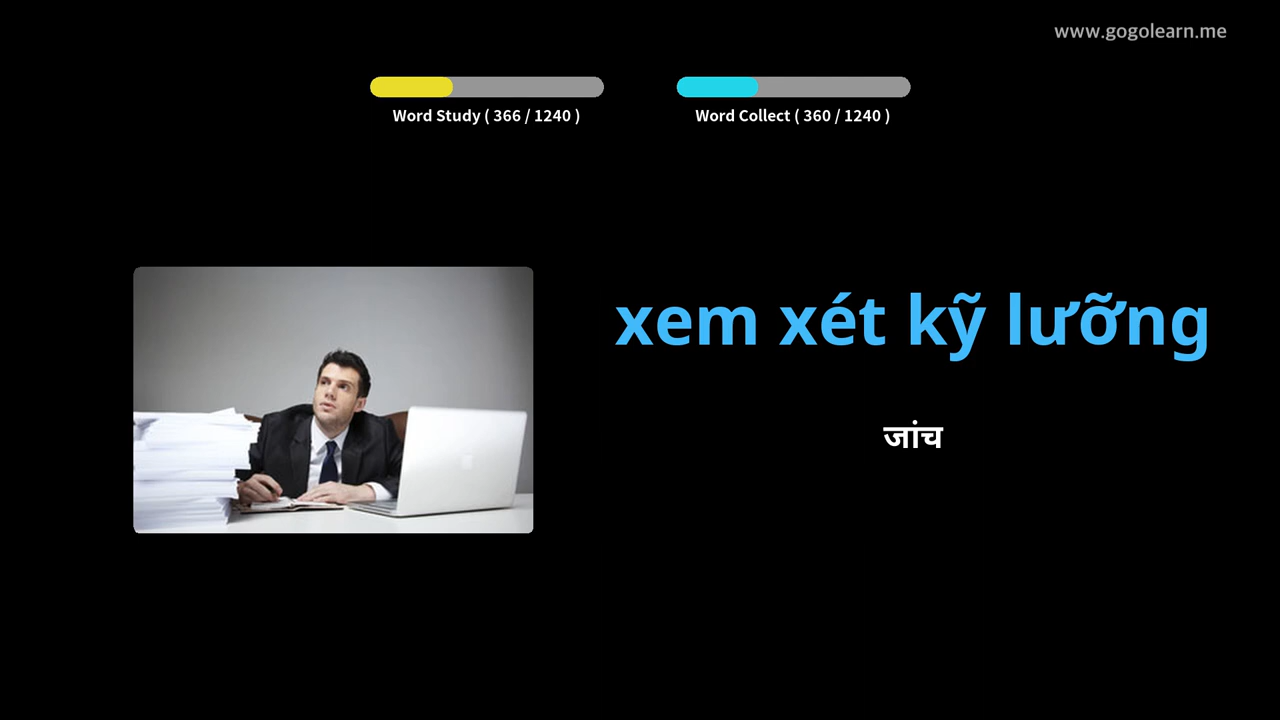 www.gogolearn.me
Word Study ( 366 / 1240 )
Word Collect ( 360 / 1240 )
xem xét kỹ lưỡng
जांच